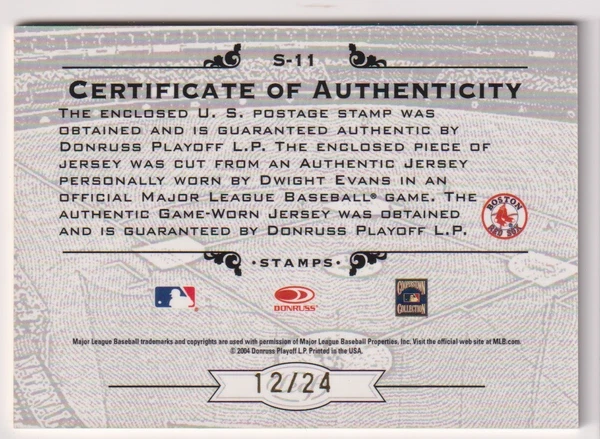 S-11
CERTIFICATE OF AUTHENTICITY
THE ENCLOSED U. S. POSTAGE STAMP WAS
OBTAINED AND IS GUARANTEED AUTHENTIC BY
DONRUSS PLAYOFF L.P. THE ENCLOSED PIECE OF
JERSEY WAS CUT FROM AN AUTHENTIC JERSEY
PERSONALLY WORN BY DWIGHT EVANS IN AN
OFFICIAL MAJOR LEAGUE BASEBALL® GAME. THE
AUTHENTIC GAME-WORN JERSEY WAS OBTAINED
AND IS GUARANTEED BY DONRUSS PLAYOFF L.P.
BOSTON
RED SOX
·STAMPS·
DONRUSS
COOPERSTOWN
COLLECTION
Major League Baseball trademarks and copyrights are used with permission of Major League Baseball Properties, Inc. Visit the official web site at MLB.com.
© 2004 Donruss Playoff L.P. Printed in the USA.
12/24